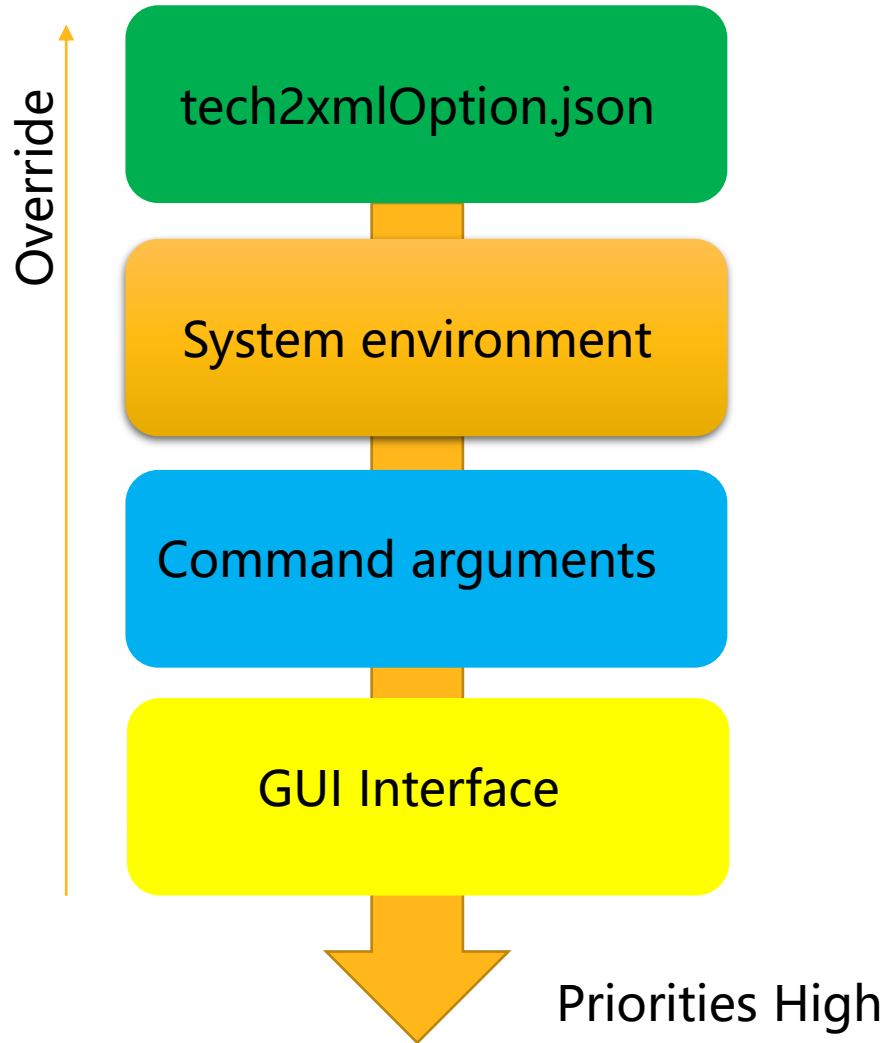 Override
tech2xmlOption.json
System environment
Command arguments
GUI Interface
Priorities High